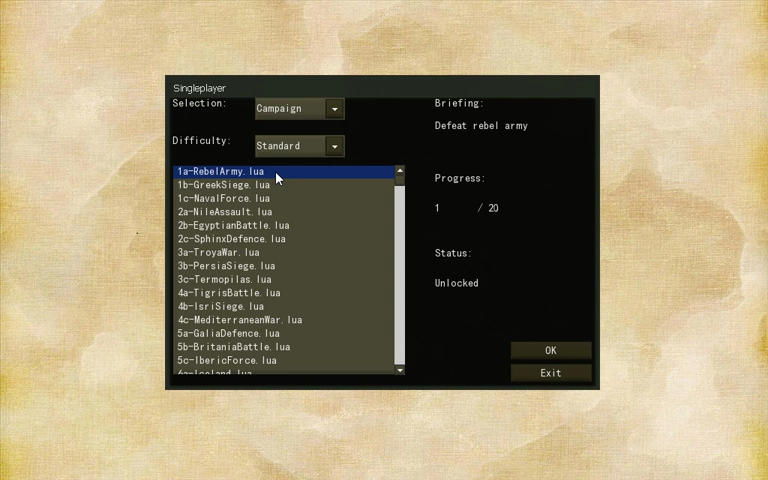 Singleplayer
Selection:
Campaign
Difficulty:
Standard
1a-RebelArmy.lua
1b-GreekSiege.lua
1c-NavalForce.lua
2a-NileAssault.lua
2b-EgyptianBattle.lua
2c-SphinxDefence.lua
3a-TroyaWar.lua
3b-PersiaSiege.lua
3c-Termopilas.lua
4a-TigrisBattle.lua
4b-IsriSiege.lua
4c-MediterraneanWar.lua
5a-GaliaDefence.lua
5b-BritaniaBattle.lua
5c-IbericForce.lua
6a-Iceland.lua
Briefing:
Defeat rebel army
Progress:
1 / 20
Status:
Unlocked
OK
Exit